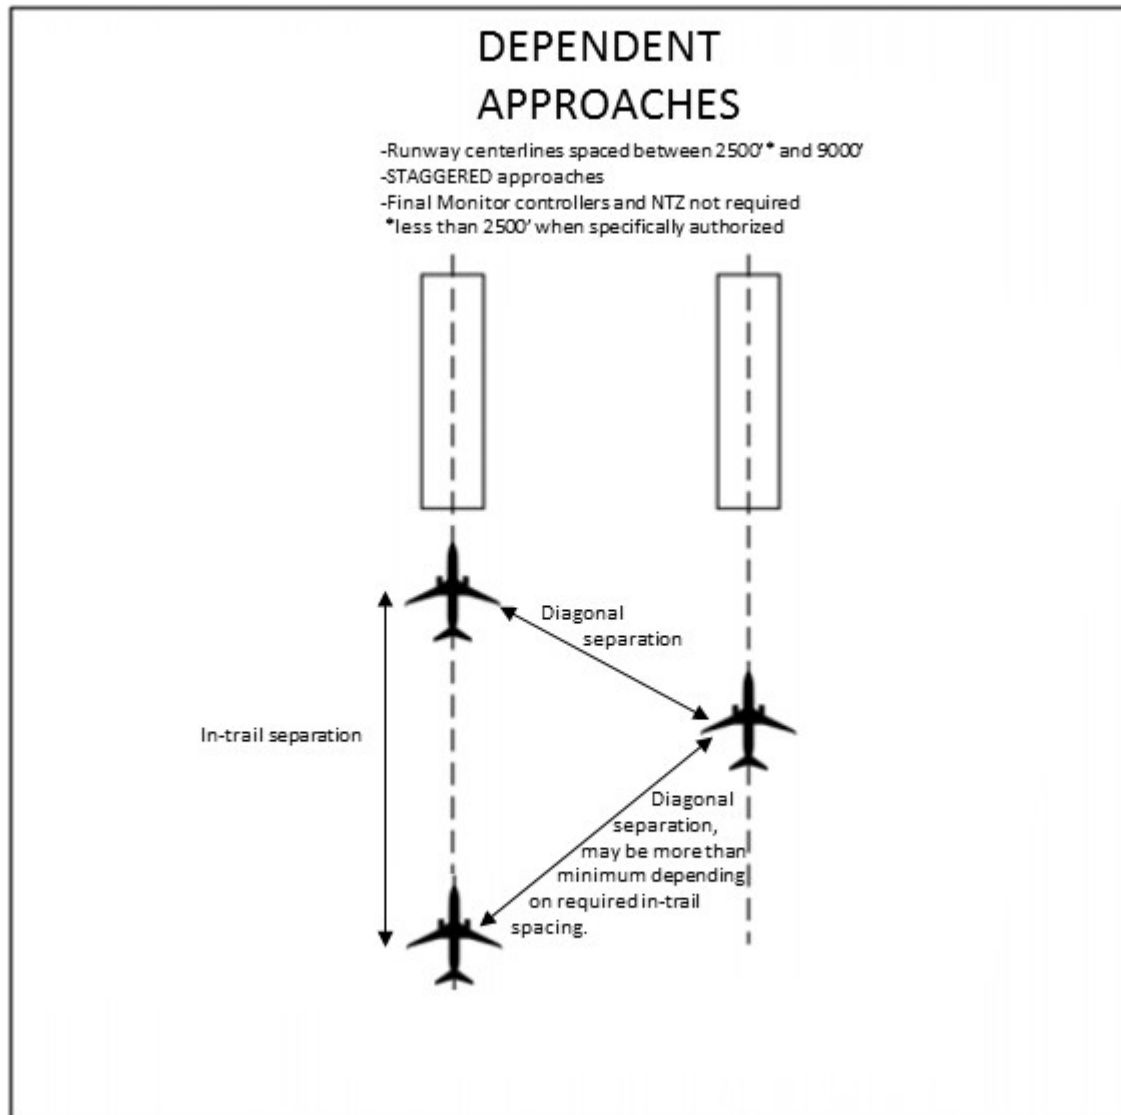 DEPENDENT
APPROACHES
-Runway centerlines spaced between 2500'* and 9000'
-STAGGERED approaches
-Final Monitor controllers and NTZ not required
*less than 2500' when specifically authorized
Diagonal
separation
In-trail separation
Diagonal
separation,
may be more than
minimum depending
on required in-trail
spacing.